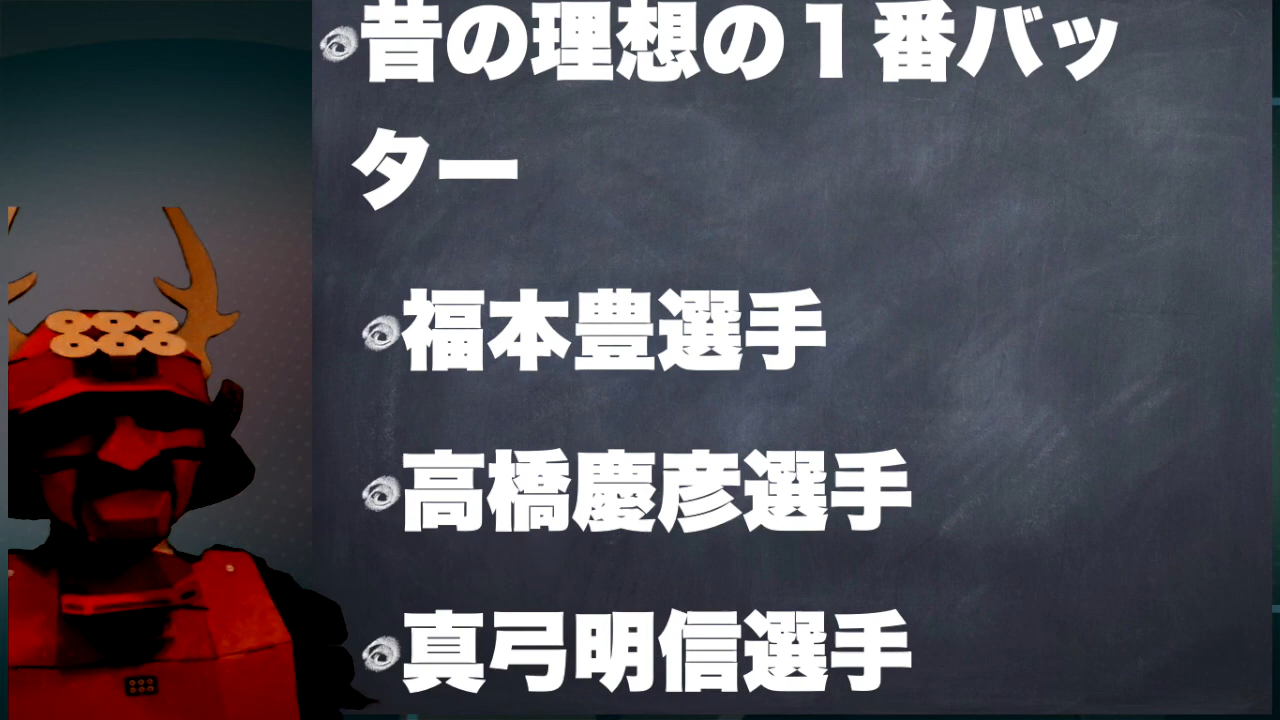 昔の理想の１番バッ
ター
福本豊選手
高橋慶彦選手
真弓明信選手